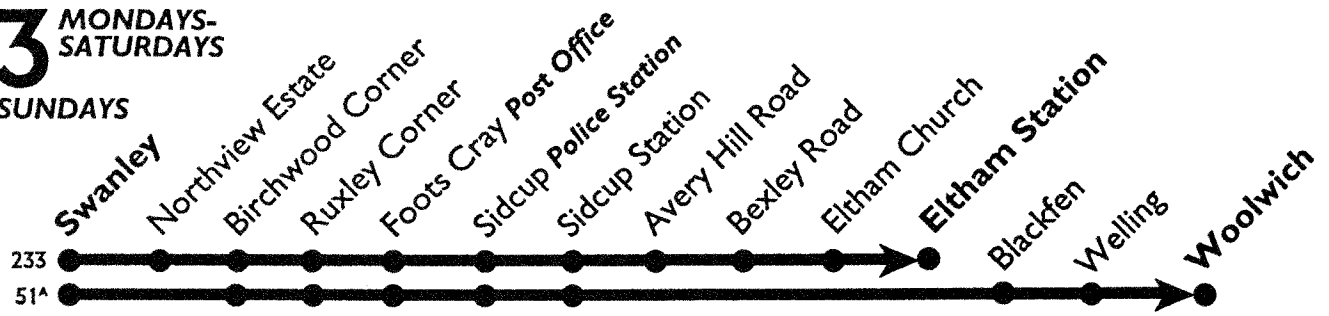 3 MONDAYS-
SATURDAYS
SUNDAYS
Swanley
Northview Estate
Birchwood Corner
Ruxley Corner
Foots Cray Post Office
Sidcup Police Station
Sidcup Station
Avery Hill Road
Bexley Road
Eltham Church
Eltham Station
Blackfen
Welling
Woolwich
233
51ᴬ